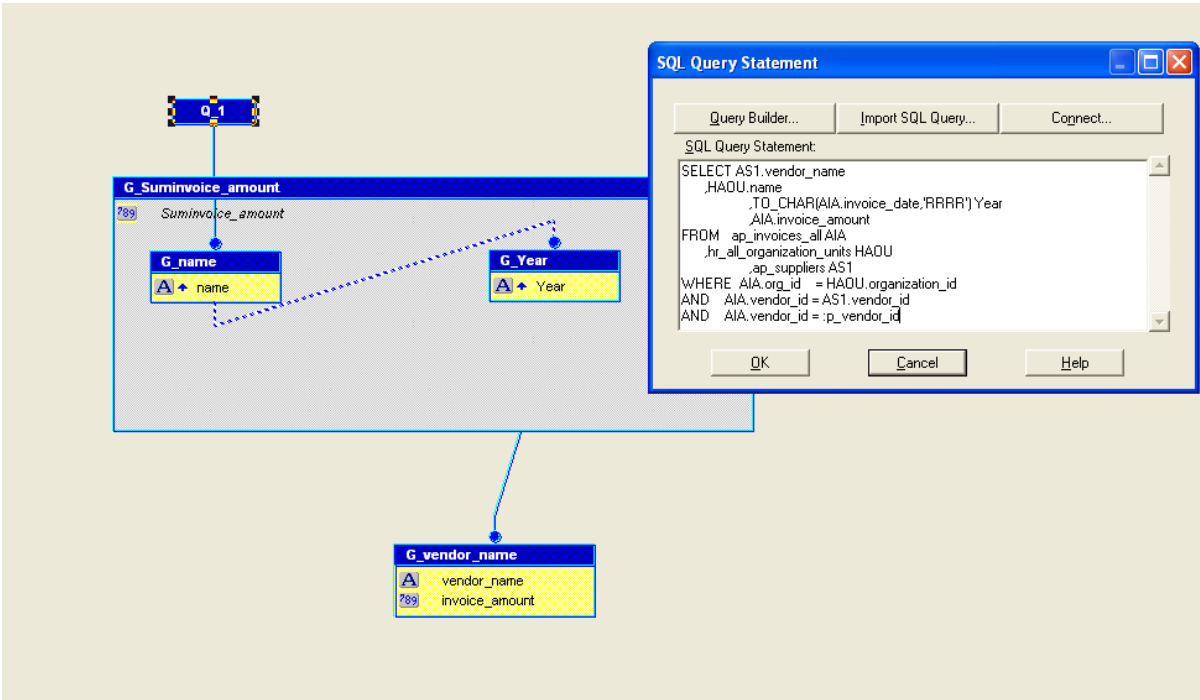 SQL Query Statement
Query Builder...
Import SQL Query...
Connect...
SQL Query Statement:
SELECT AS1.vendor_name
,HAOU.name
,TO_CHAR(AIA.invoice_date,'RRRR') Year
,AIA.invoice_amount
FROM ap_invoices_all AIA
,hr_all_organization_units HAOU
,ap_suppliers AS1
WHERE AIA.org_id = HAOU.organization_id
AND AIA.vendor_id = AS1.vendor_id
AND AIA.vendor_id = :p_vendor_id
OK
Cancel
Help
Q_1
G_Suminvoice_amount
789 Suminvoice_amount
G_name
A name
G_Year
A Year
G_vendor_name
A vendor_name
789 invoice_amount